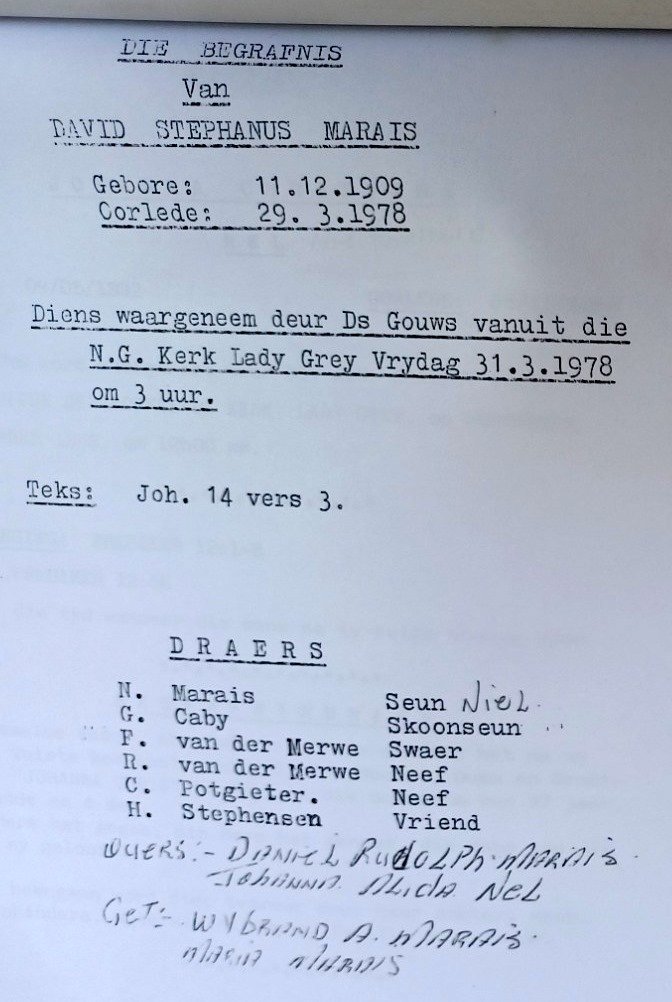 DIE BEGRAFNIS
Van
DAVID STEPHANUS MARAIS
Gebore: 11.12.1909
Corlede: 29. 3.1978
Diens waargeneem deur Ds Gouws vanuit die
N.G. Kerk Lady Grey Vrydag 31.3.1978
om 3 uur.
Teks: Joh. 14 vers 3.
D R A E R S
N. Marais Seun NieL.
G. Caby Skoonseun
F. van der Merwe Swaer
R. van der Merwe Neef
C. Potgieter. Neef
H. Stephensen Vriend
OUERS:- DANIEL RUDOLPH MARAIS.
JOHANNA ALIDA NEL
GET:- WYBRAND A. MARAIS.
MARIA MARAIS